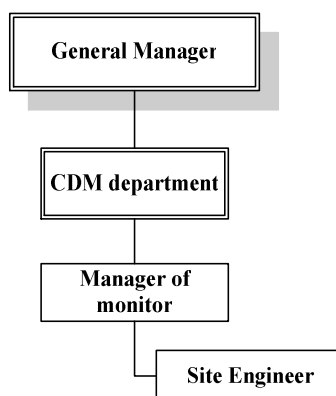 General Manager
CDM department
Manager of
monitor
Site Engineer